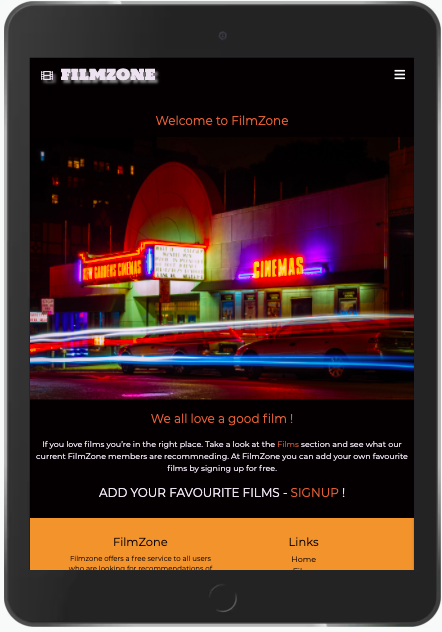 FILMZONE
Welcome to FilmZone
KEW GARDENS CINEMAS
CINEMAS
We all love a good film !
If you love films you're in the right place. Take a look at the Films section and see what our
current FilmZone members are recommneding. At FilmZone you can add your own favourite
films by signing up for free.
ADD YOUR FAVOURITE FILMS - SIGNUP !
FilmZone
Links
Filmzone offers a free service to all users
Home
who are looking for recommendations of